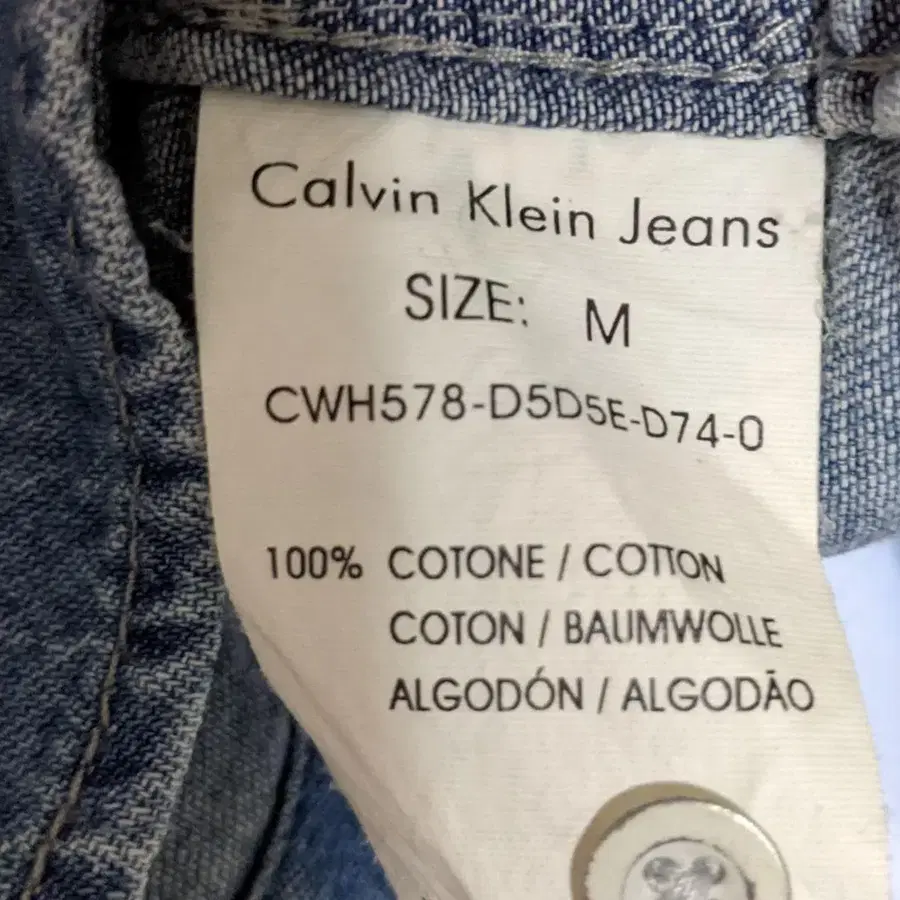 Calvin Klein Jeans
SIZE: M
CWH578-D5D5E-D74-0
100% COTONE / COTTON
COTON / BAUMWOLLE
ALGODÓN / ALGODÃO